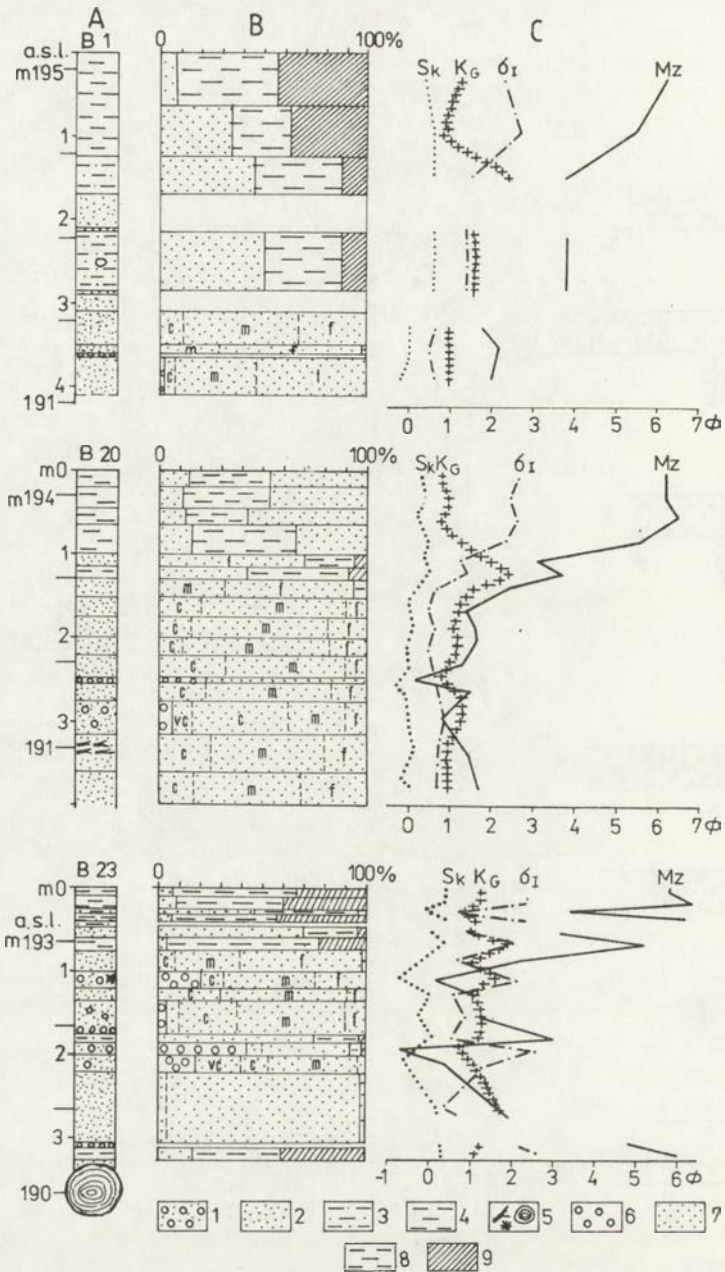 A B C
a.s.l. B 1 0 100%
m195 Sk KG σI Mz
1
2
3
c m f
m f
4 c m f
191
0 1 2 3 4 5 6 7 Φ
B 20 0 100%
m0 Sk KG σI Mz
m194
1
f
m f
c m f
2 c m f
c m f
c m f
c m f
3 vc c m f
191 c m f
c m f
0 1 2 3 4 5 6 7 Φ
B 23 0 100%
m0 Sk KG σI Mz
a.s.l.
m193
1 c m f
c m f
c m f
c m f
2
vc c m
3
190
-1 0 1 2 3 4 5 6 Φ
1 2 3 4 5 6 7
8 9